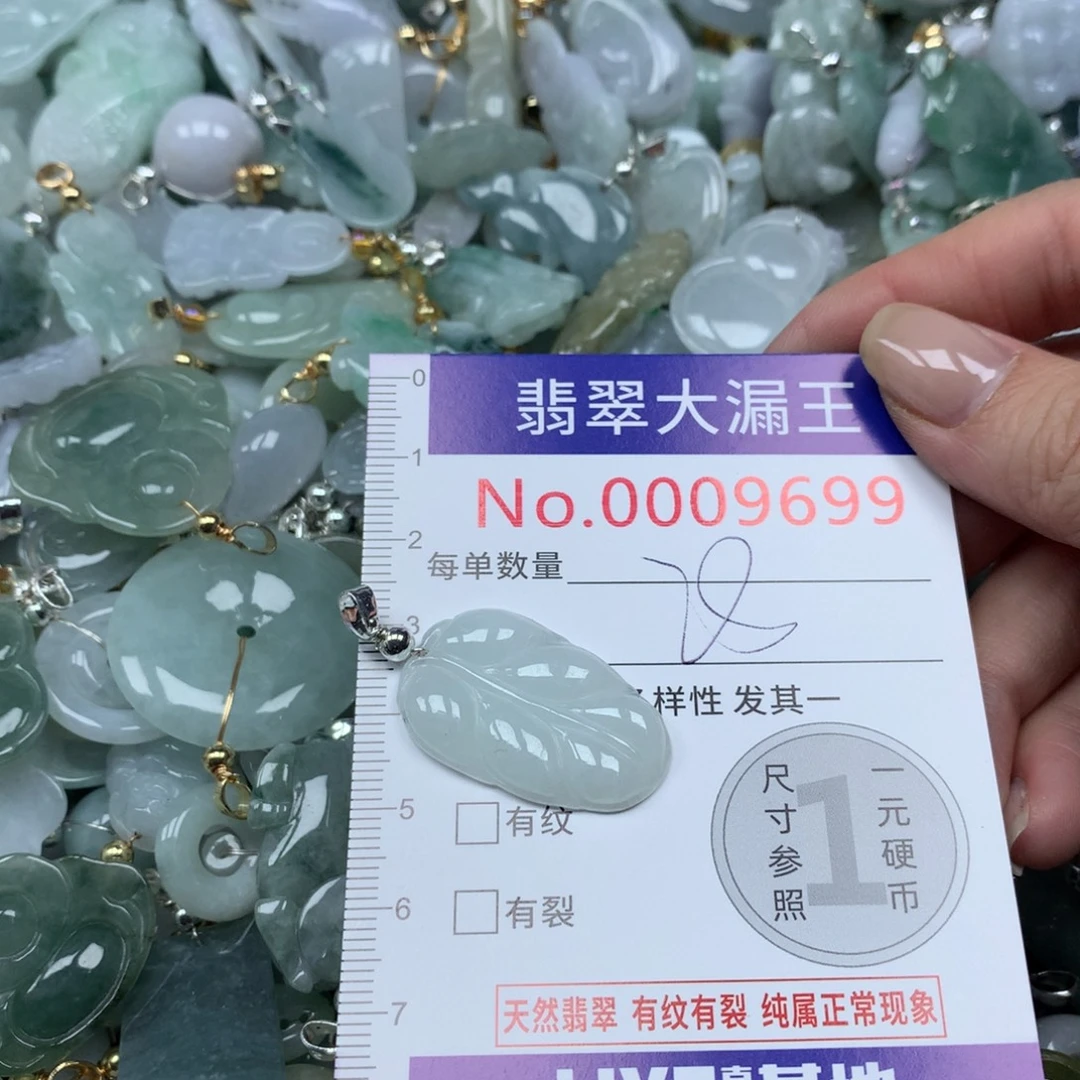 0
翡翠大漏王
1
No.0009699
2
每单数量
3
样性 发其一
5
有纹
6
有裂
尺寸参照
一元硬币
1
7
天然翡翠 有纹有裂 纯属正常现象
基地